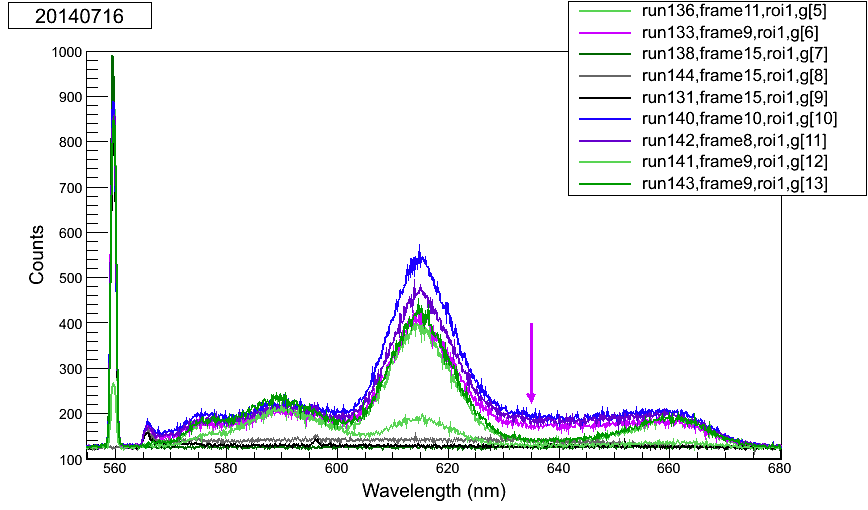 20140716
run136,frame11,roi1,g[5]
run133,frame9,roi1,g[6]
run138,frame15,roi1,g[7]
run144,frame15,roi1,g[8]
run131,frame15,roi1,g[9]
run140,frame10,roi1,g[10]
run142,frame8,roi1,g[11]
run141,frame9,roi1,g[12]
run143,frame9,roi1,g[13]
Counts
1000
900
800
700
600
500
400
300
200
100
560 580 600 620 640 660 680
Wavelength (nm)